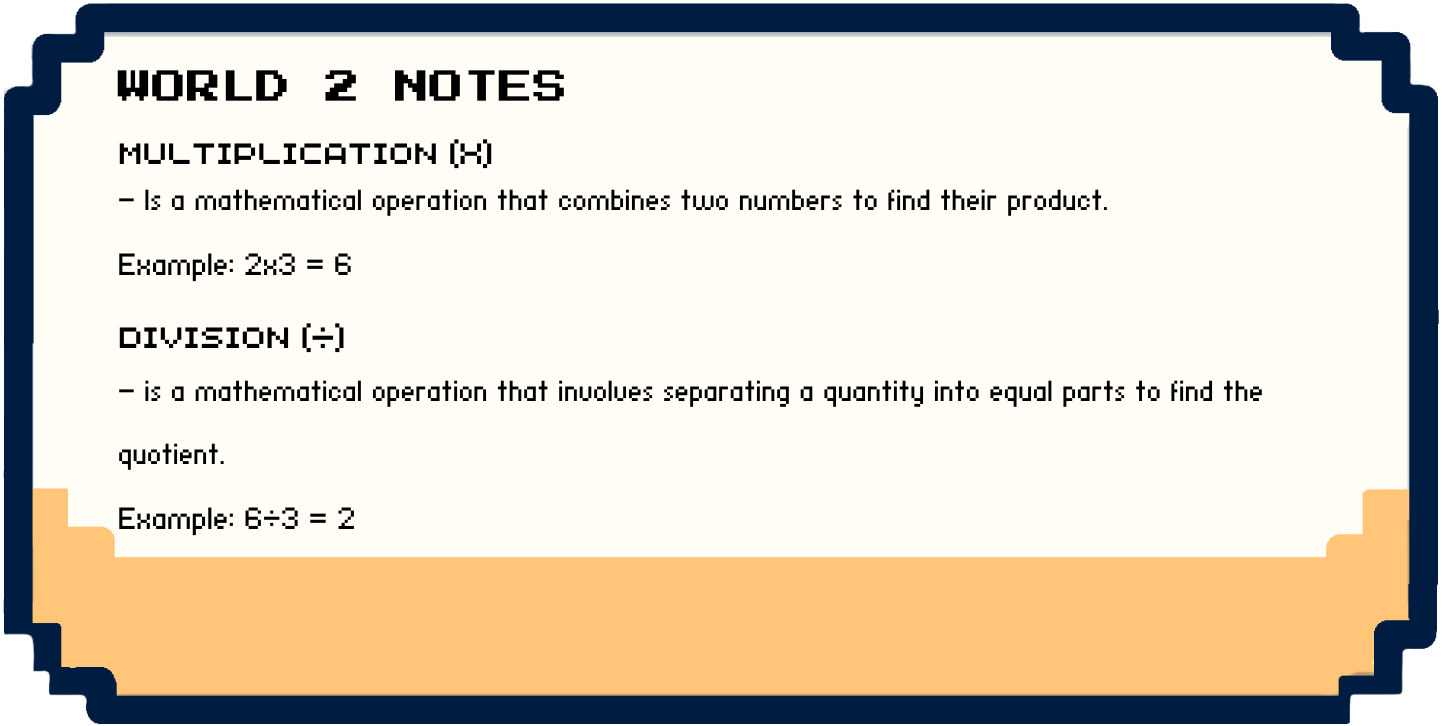 WORLD 2 NOTES
MULTIPLICATION (X)
– Is a mathematical operation that combines two numbers to find their product.
Example: 2x3 = 6
DIVISION (÷)
– is a mathematical operation that involves separating a quantity into equal parts to find the
quotient.
Example: 6÷3 = 2